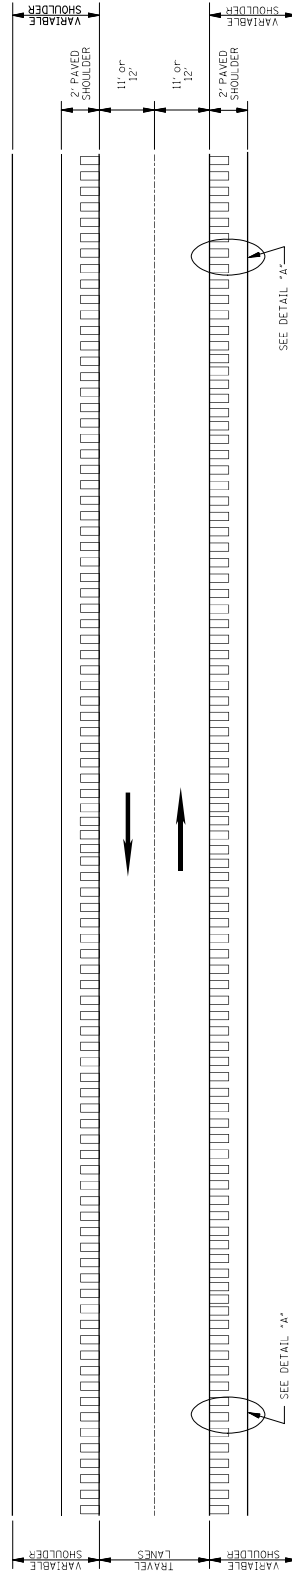 VARIABLE
SHOULDER
2' PAVED
SHOULDER
11' or
12'
11' or
12'
2' PAVED
SHOULDER
VARIABLE
SHOULDER
SEE DETAIL "A"
SEE DETAIL "A"
VARIABLE
SHOULDER
TRAVEL
LANES
VARIABLE
SHOULDER